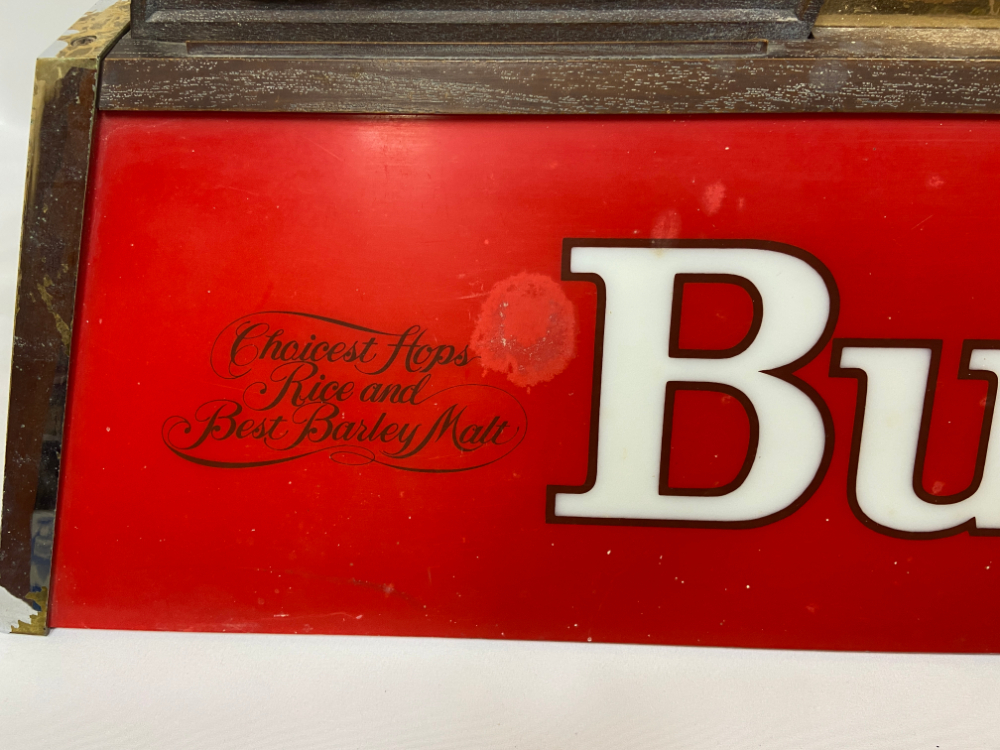 Choicest Hops
Rice and
Best Barley Malt
Bu